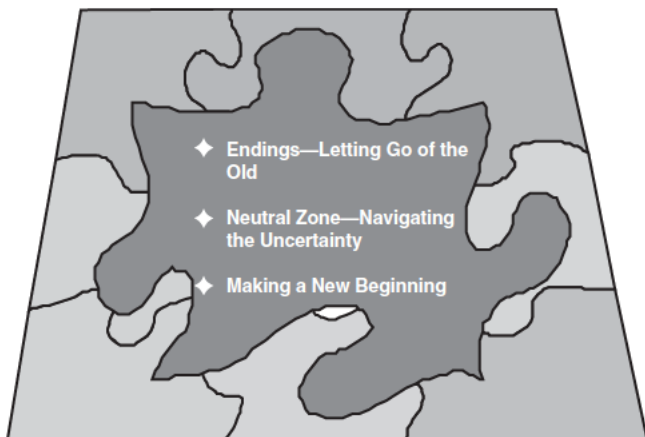 Endings—Letting Go of the
Old
Neutral Zone—Navigating
the Uncertainty
Making a New Beginning